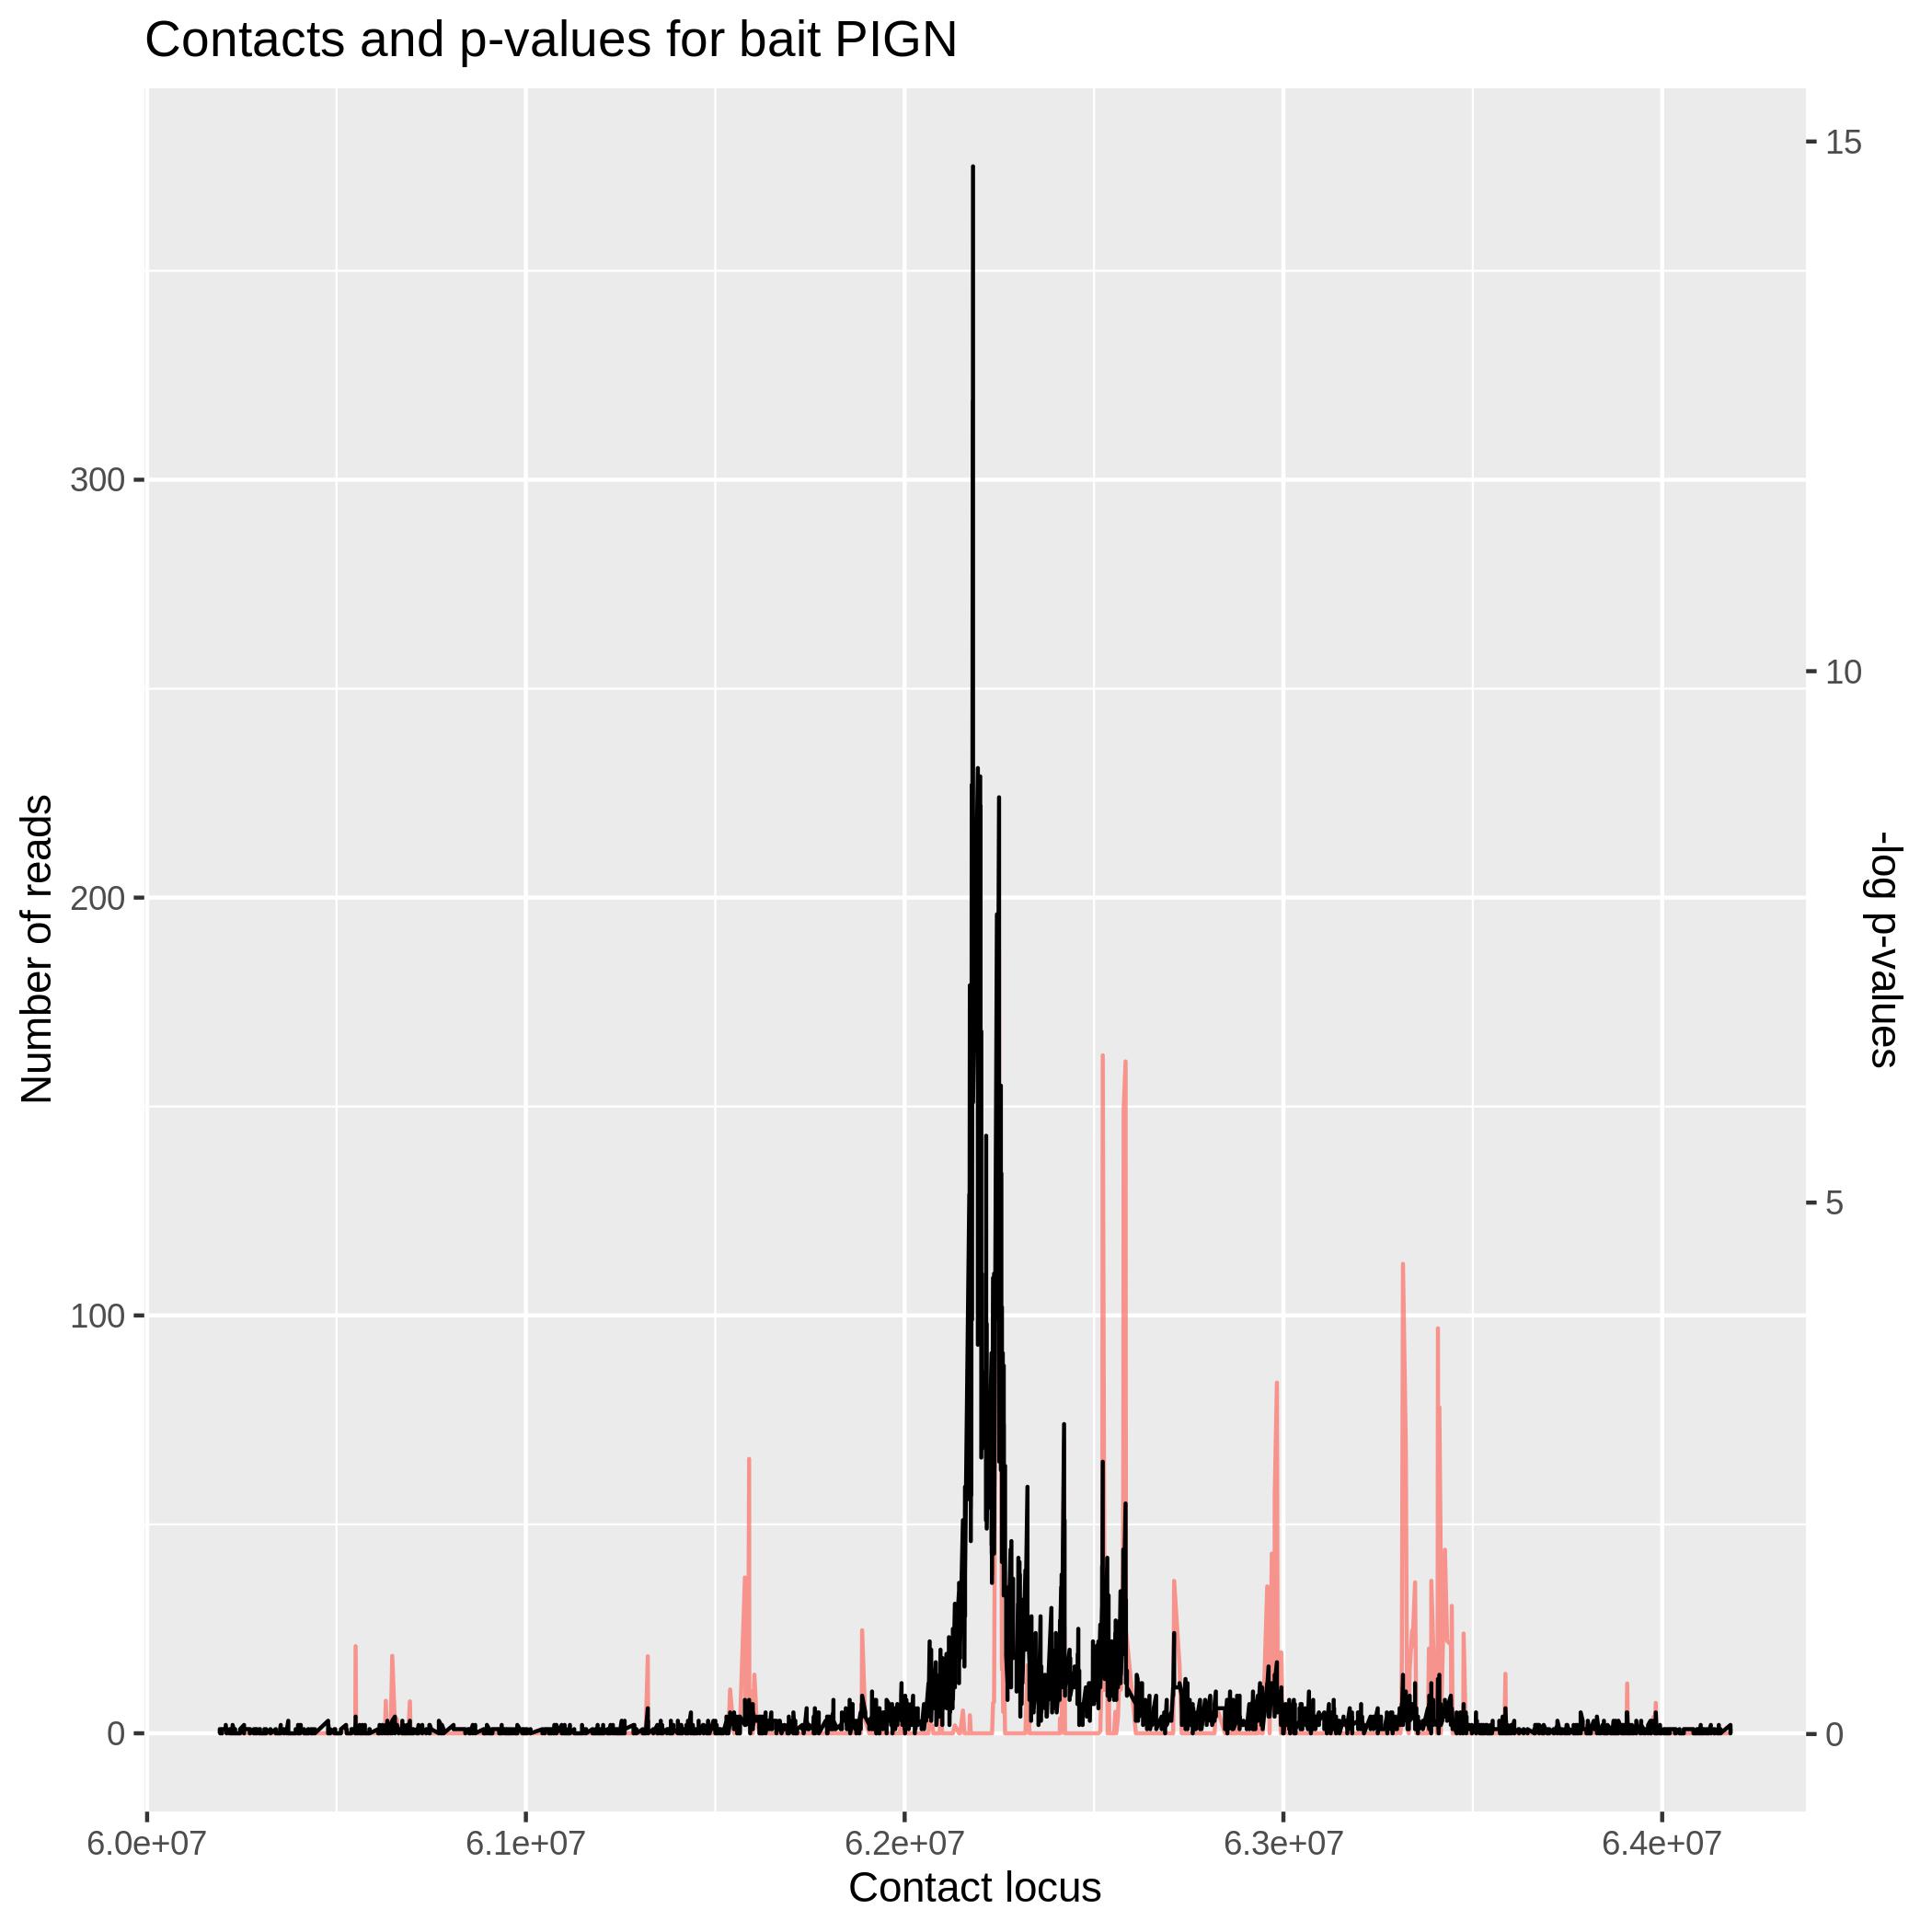 Contacts and p-values for bait PIGN
15
300
10
200
Number of reads
-log p-values
5
100
0
0
6.0e+07 6.1e+07 6.2e+07 6.3e+07 6.4e+07
Contact locus